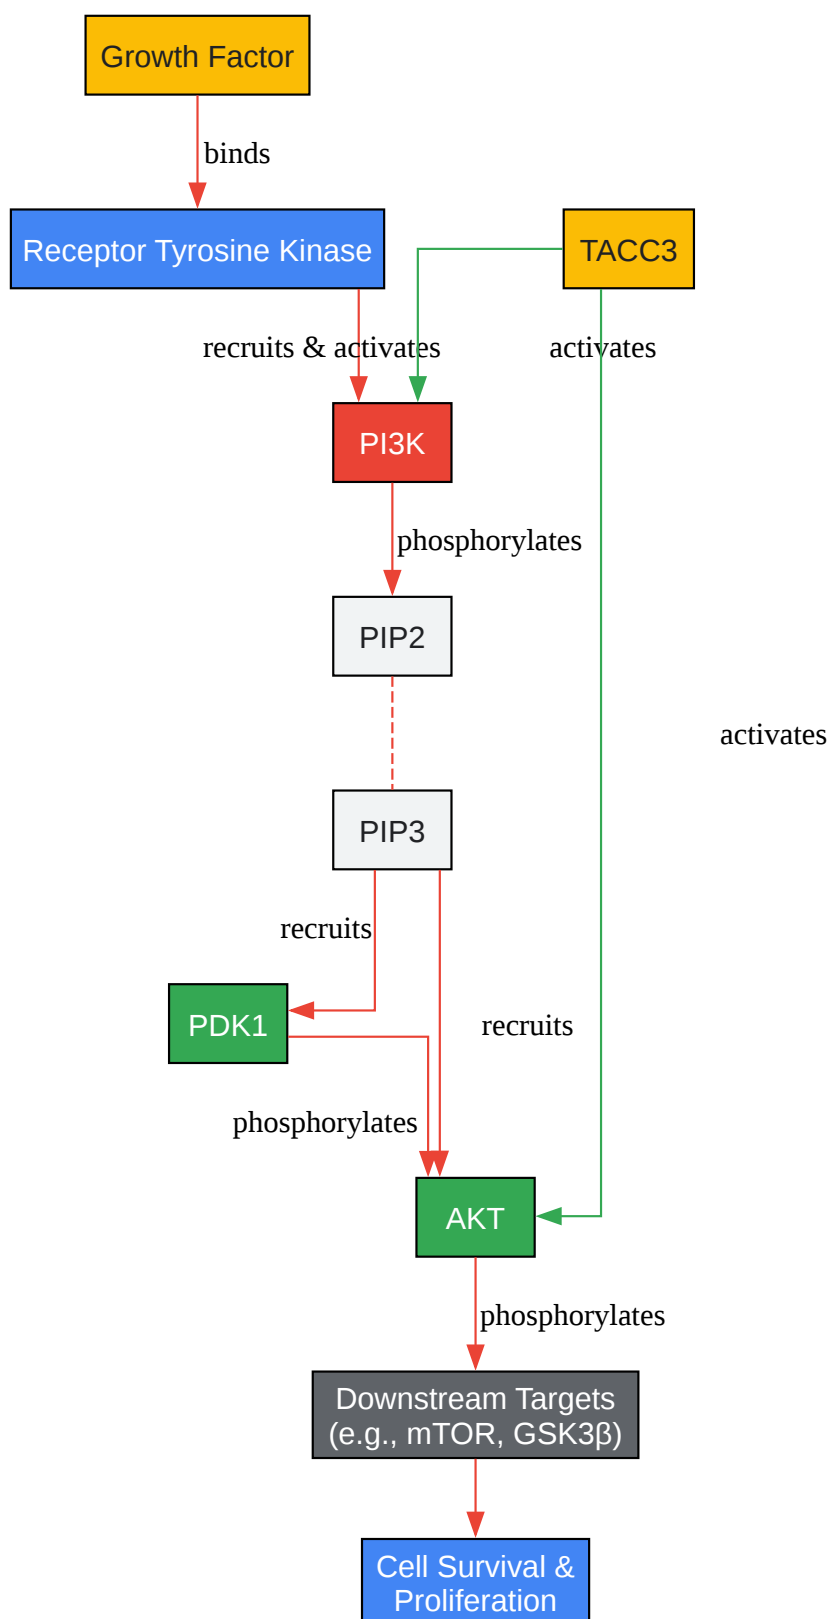 Growth Factor
binds
Receptor Tyrosine Kinase
TACC3
recruits & activates
activates
PI3K
phosphorylates
PIP2
activates
PIP3
recruits
PDK1
recruits
phosphorylates
AKT
phosphorylates
Downstream Targets
(e.g., mTOR, GSK3β)
Cell Survival &
Proliferation